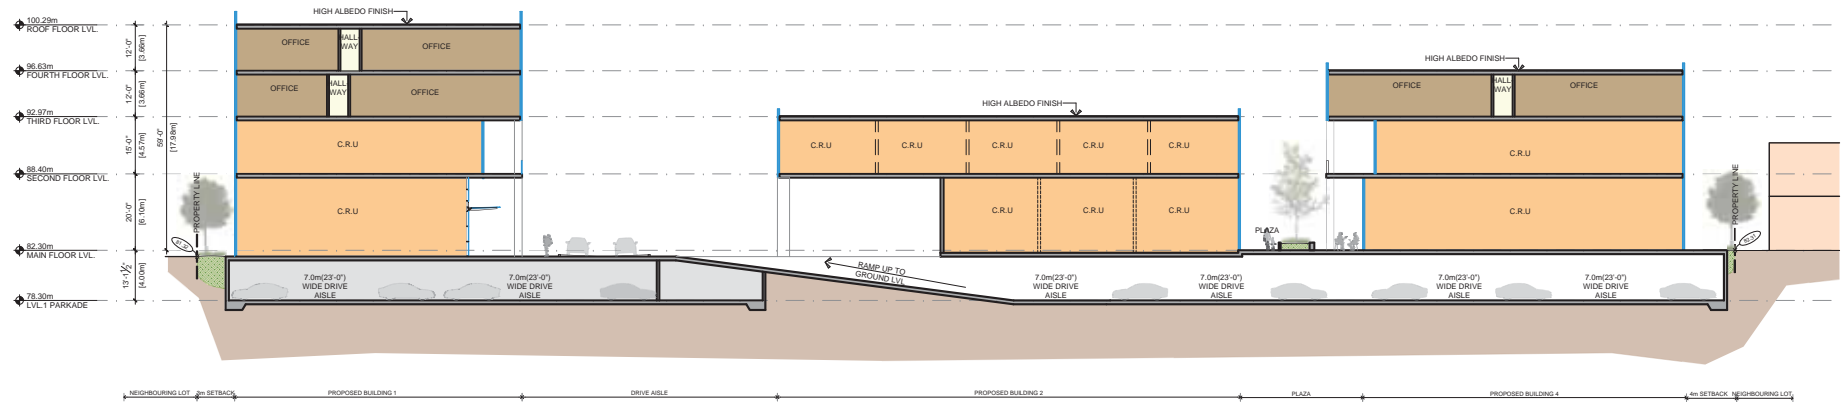 HIGH ALBEDO FINISH
100.29m
ROOF FLOOR LVL.
OFFICE
HALL
WAY
OFFICE
12'-0"
[3.66m]
96.63m
FOURTH FLOOR LVL.
HIGH ALBEDO FINISH
OFFICE
HALL
WAY
OFFICE
12'-0"
[3.66m]
OFFICE
HALL
WAY
OFFICE
92.97m
THIRD FLOOR LVL.
HIGH ALBEDO FINISH
59'-0"
[17.98m]
15'-0"
[4.57m]
C.R.U
C.R.U
C.R.U
C.R.U
C.R.U
C.R.U
C.R.U
88.40m
SECOND FLOOR LVL.
PROPERTY LINE
PROPERTY LINE
20'-0"
[6.10m]
C.R.U
C.R.U
C.R.U
C.R.U
C.R.U
PLAZA
82.30m
MAIN FLOOR LVL.
13'-1½"
[4.00m]
RAMP UP TO
GROUND LVL
7.0m(23'-0")
WIDE DRIVE
AISLE
7.0m(23'-0")
WIDE DRIVE
AISLE
7.0m(23'-0")
WIDE DRIVE
AISLE
7.0m(23'-0")
WIDE DRIVE
AISLE
7.0m(23'-0")
WIDE DRIVE
AISLE
7.0m(23'-0")
WIDE DRIVE
AISLE
78.30m
LVL.1 PARKADE
NEIGHBOURING LOT
3m SETBACK
PROPOSED BUILDING 1
DRIVE AISLE
PROPOSED BUILDING 2
PLAZA
PROPOSED BUILDING 4
4m SETBACK
NEIGHBOURING LOT